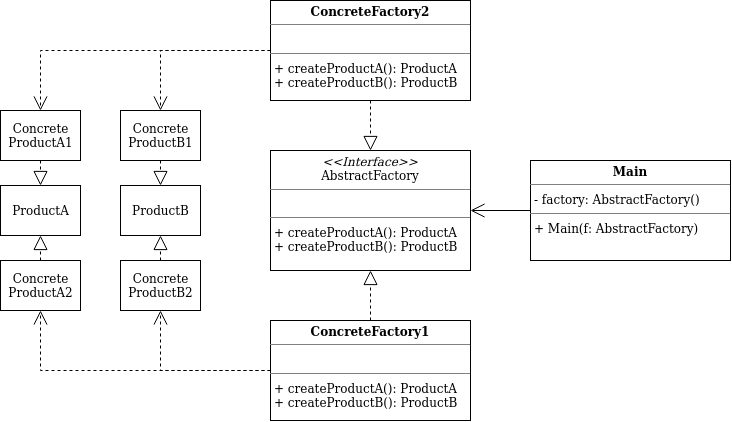 ConcreteFactory2
+ createProductA(): ProductA
+ createProductB(): ProductB
Concrete
ProductA1
Concrete
ProductB1
<<Interface>>
AbstractFactory
+ createProductA(): ProductA
+ createProductB(): ProductB
Main
- factory: AbstractFactory()
+ Main(f: AbstractFactory)
ProductA
ProductB
Concrete
ProductA2
Concrete
ProductB2
ConcreteFactory1
+ createProductA(): ProductA
+ createProductB(): ProductB